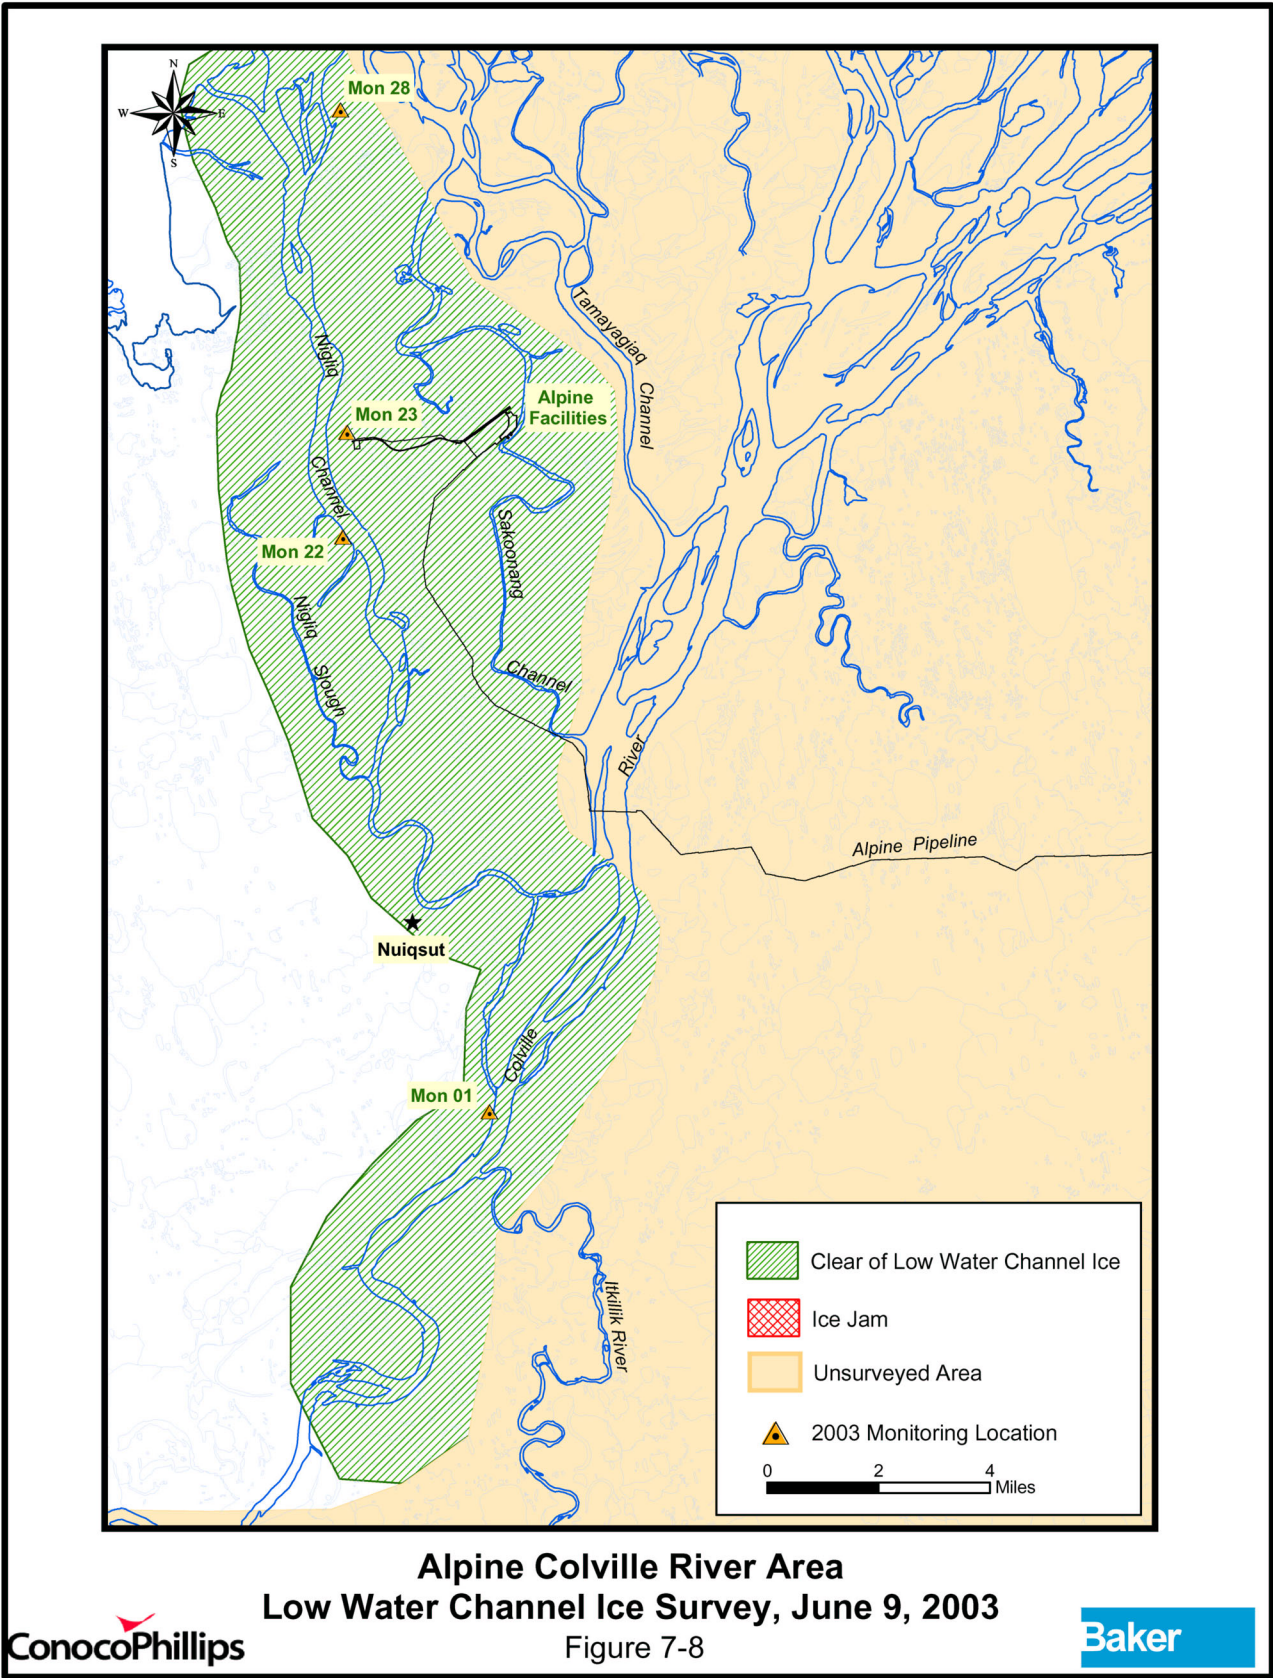 N
W
E
S
Mon 28
Tamayagiaq
Channel
Nigliq
Channel
Mon 23
Alpine
Facilities
Mon 22
Sakoonang
Channel
Nigliq
Slough
River
Alpine Pipeline
Nuiqsut
Colville
Mon 01
Itkillik River
Clear of Low Water Channel Ice
Ice Jam
Unsurveyed Area
2003 Monitoring Location
0 2 4
Miles
Alpine Colville River Area
Low Water Channel Ice Survey, June 9, 2003
Figure 7-8
ConocoPhillips
Baker